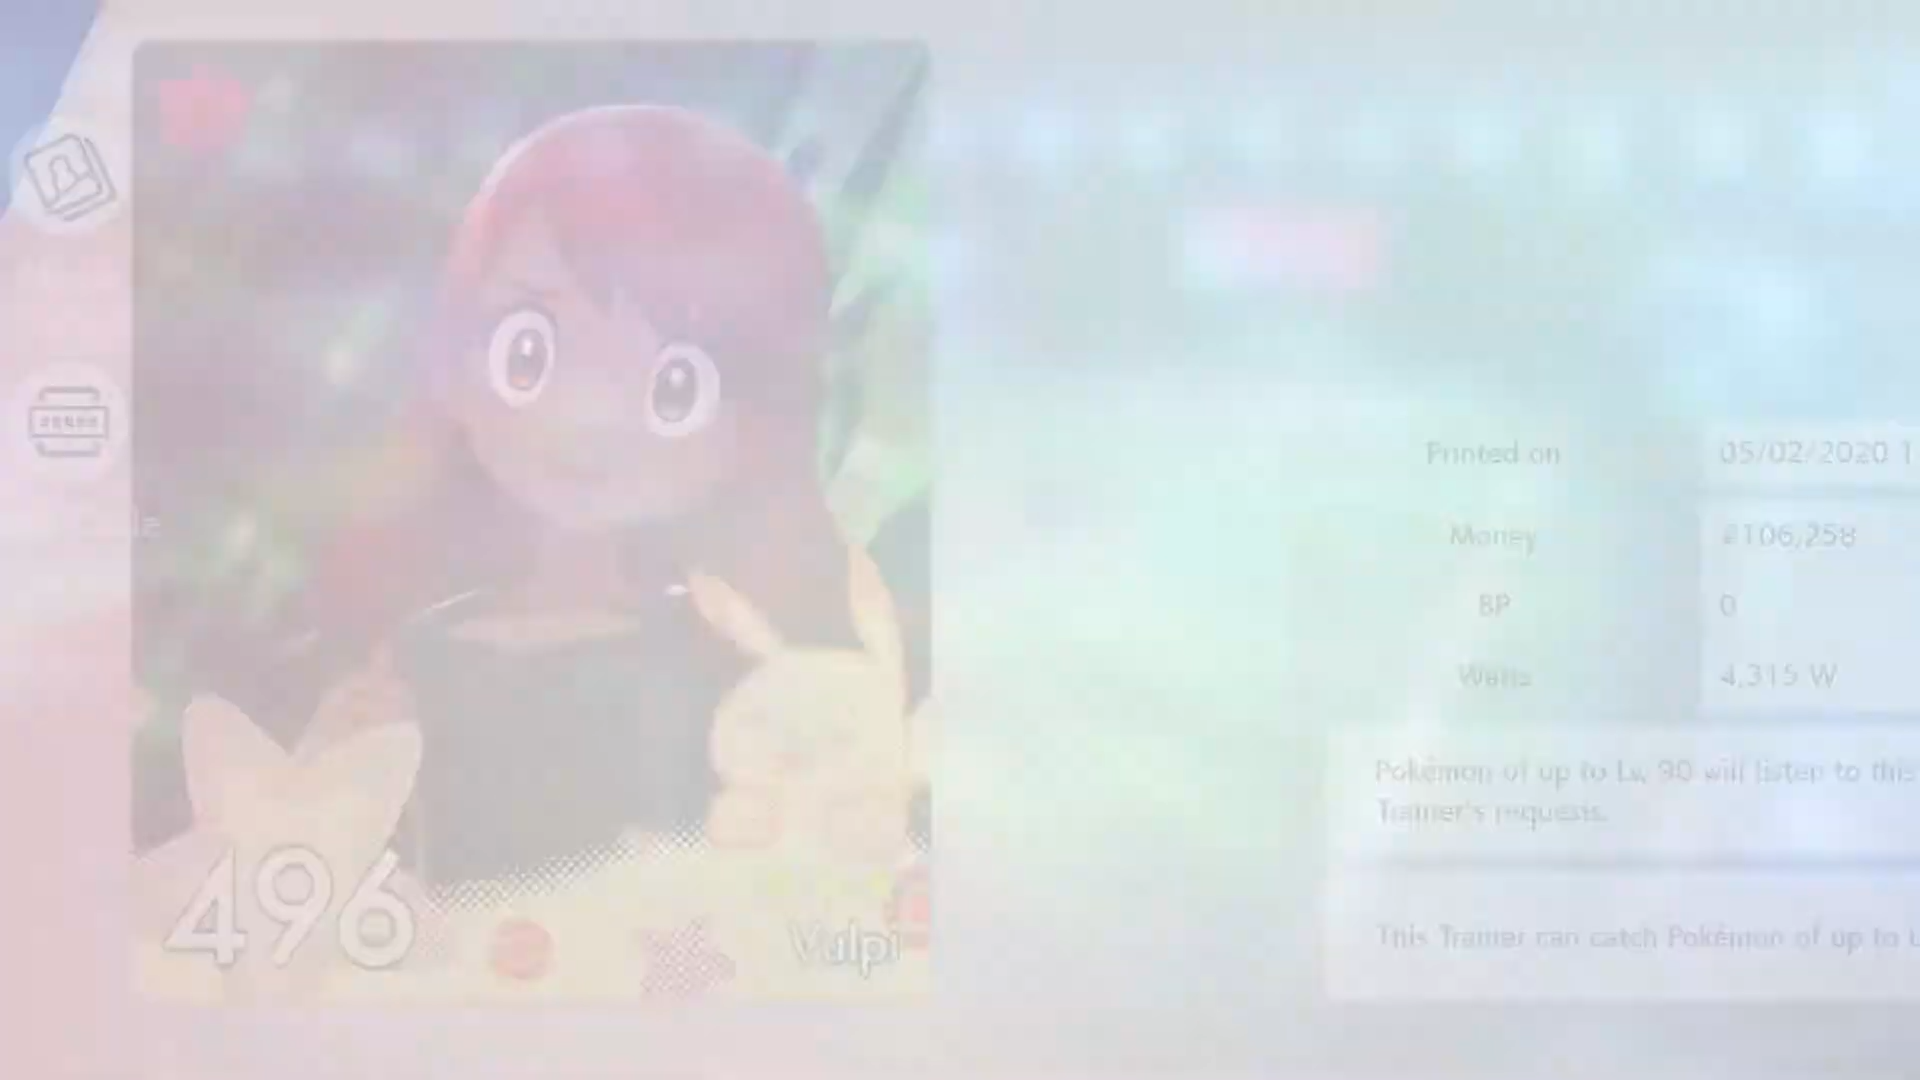 496
Vulpi
Printed on
05/02/2020 1
Money
₽106,258
BP
0
Watts
4,315 W
Pokémon of up to Lv. 90 will listen to this
Trainer's requests.
This Trainer can catch Pokémon of up to L